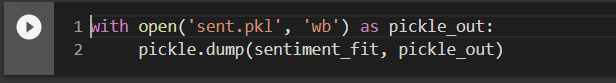 1 with open('sent.pkl', 'wb') as pickle_out:
2     pickle.dump(sentiment_fit, pickle_out)